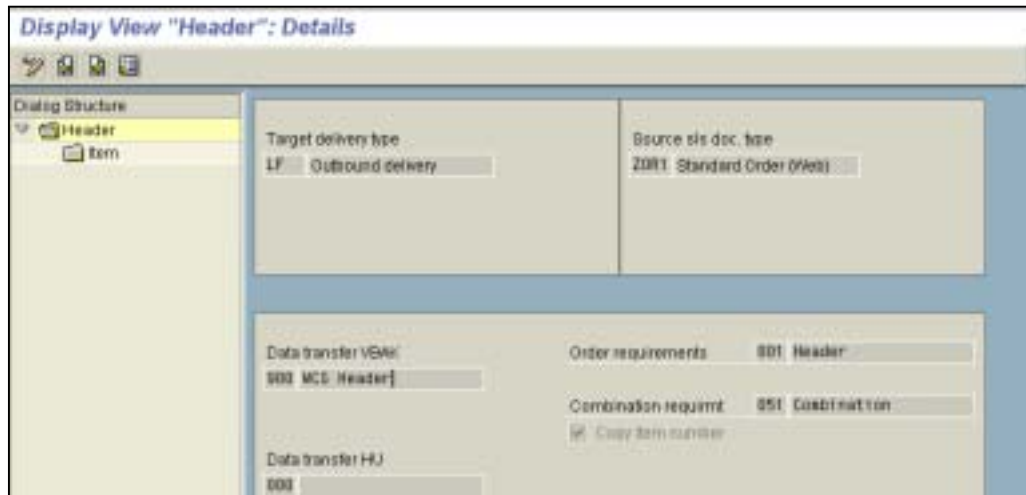 Display View "Header": Details
Dialog Structure
Header
Item
Target delivery type
LF Outbound delivery
Source sls doc. type
ZOR1 Standard Order (Web)
Data transfer VBAK
900 WCS Header
Order requirements 001 Header
Combination requirmt 051 Combination
Copy item number
Data transfer HU
000